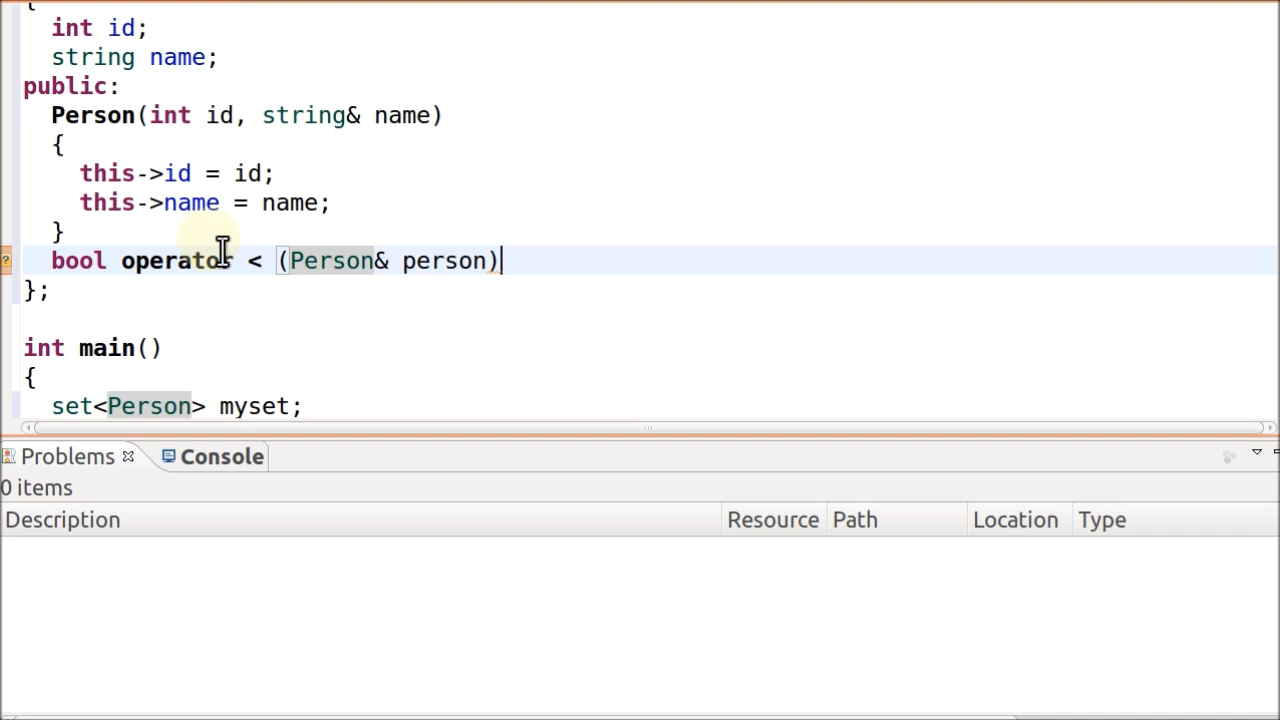 {
int id;
string name;
public:
Person(int id, string& name)
{
this->id = id;
this->name = name;
}
bool operator < (Person& person)
};
int main()
{
set<Person> myset;
Problems Console
0 items
Description Resource Path Location Type